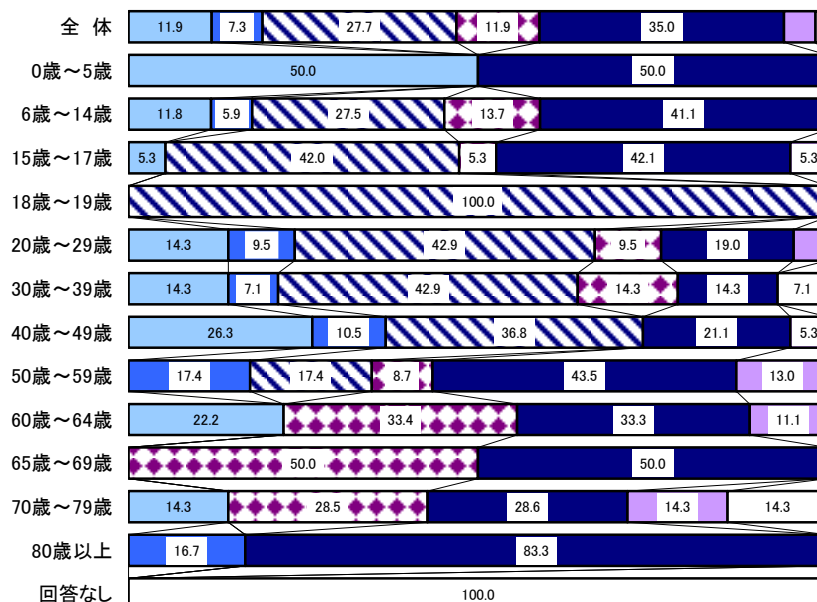 全 体 11.9 7.3 27.7 11.9 35.0
0歳～5歳 50.0 50.0
6歳～14歳 11.8 5.9 27.5 13.7 41.1
15歳～17歳 5.3 42.0 5.3 42.1 5.3
18歳～19歳 100.0
20歳～29歳 14.3 9.5 42.9 9.5 19.0
30歳～39歳 14.3 7.1 42.9 14.3 14.3 7.1
40歳～49歳 26.3 10.5 36.8 21.1 5.3
50歳～59歳 17.4 17.4 8.7 43.5 13.0
60歳～64歳 22.2 33.4 33.3 11.1
65歳～69歳 50.0 50.0
70歳～79歳 14.3 28.5 28.6 14.3 14.3
80歳以上 16.7 83.3
回答なし 100.0